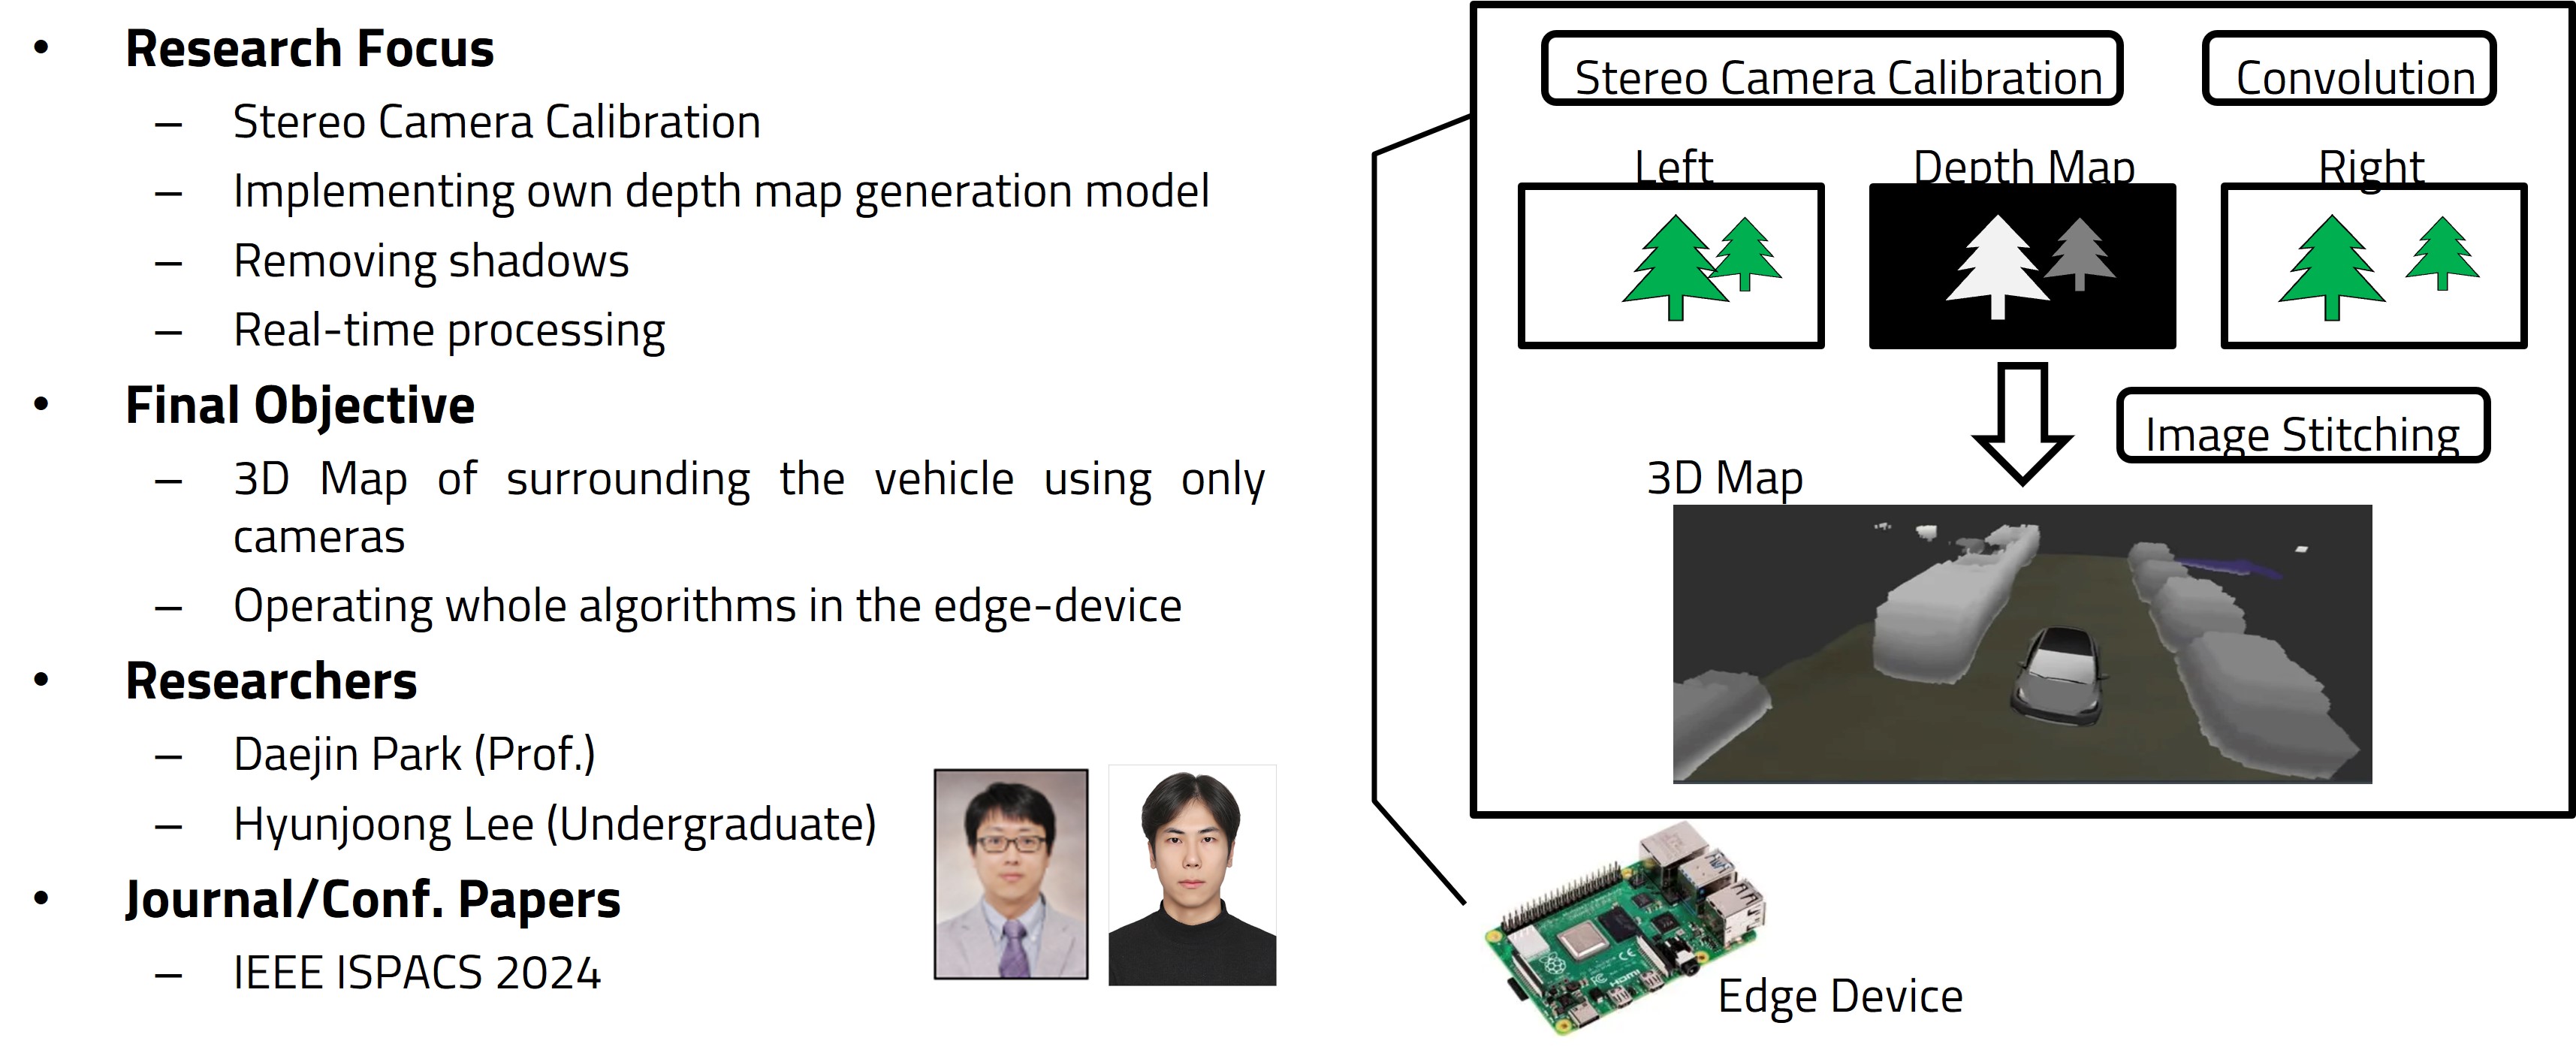 • Research Focus
– Stereo Camera Calibration
– Implementing own depth map generation model
– Removing shadows
– Real-time processing
• Final Objective
– 3D Map of surrounding the vehicle using only
cameras
– Operating whole algorithms in the edge-device
• Researchers
– Daejin Park (Prof.)
– Hyunjoong Lee (Undergraduate)
• Journal/Conf. Papers
– IEEE ISPACS 2024
Stereo Camera Calibration
Convolution
Left
Depth Map
Right
Image Stitching
3D Map
HDMI
CE
FC
Edge Device